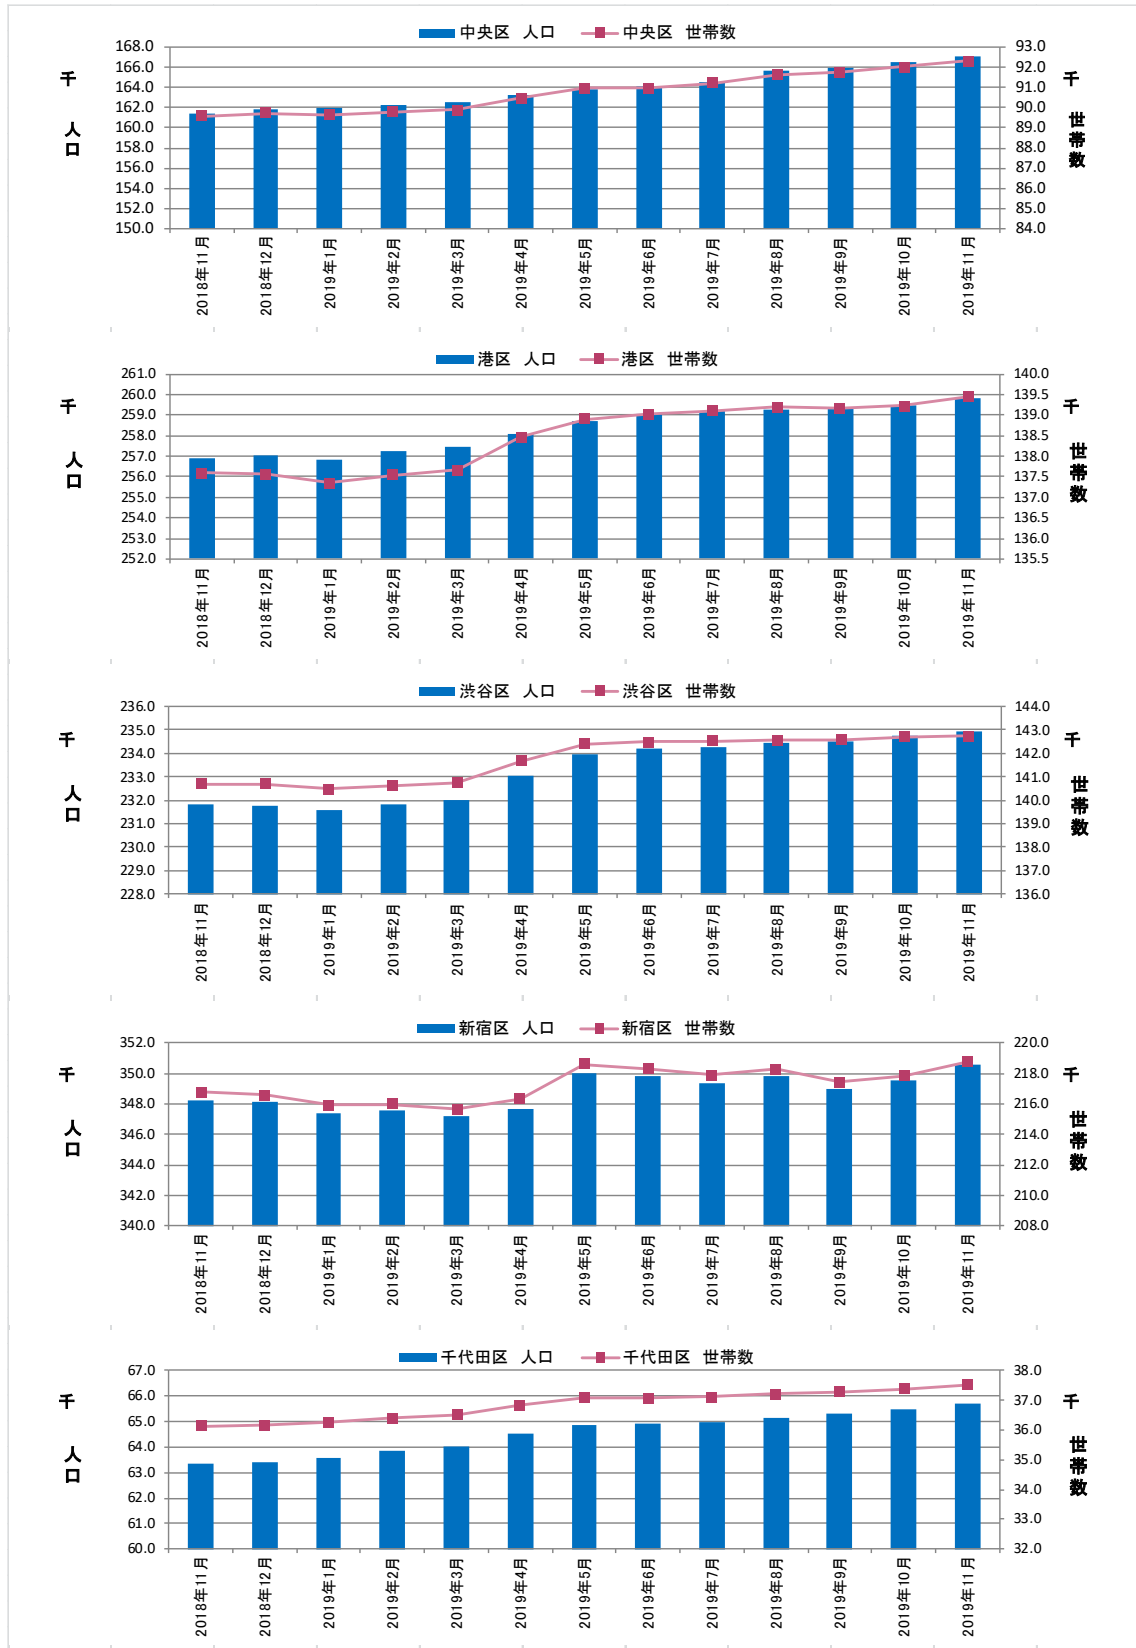 中央区 人口 中央区 世帯数
千 人口
168.0
166.0
164.0
162.0
160.0
158.0
156.0
154.0
152.0
150.0
93.0
92.0
91.0
90.0
89.0
88.0
87.0
86.0
85.0
84.0
千 世帯数
2018年11月
2018年12月
2019年1月
2019年2月
2019年3月
2019年4月
2019年5月
2019年6月
2019年7月
2019年8月
2019年9月
2019年10月
2019年11月
港区 人口 港区 世帯数
千 人口
261.0
260.0
259.0
258.0
257.0
256.0
255.0
254.0
253.0
252.0
140.0
139.5
139.0
138.5
138.0
137.5
137.0
136.5
136.0
135.5
千 世帯数
2018年11月
2018年12月
2019年1月
2019年2月
2019年3月
2019年4月
2019年5月
2019年6月
2019年7月
2019年8月
2019年9月
2019年10月
2019年11月
渋谷区 人口 渋谷区 世帯数
千 人口
236.0
235.0
234.0
233.0
232.0
231.0
230.0
229.0
228.0
144.0
143.0
142.0
141.0
140.0
139.0
138.0
137.0
136.0
千 世帯数
2018年11月
2018年12月
2019年1月
2019年2月
2019年3月
2019年4月
2019年5月
2019年6月
2019年7月
2019年8月
2019年9月
2019年10月
2019年11月
新宿区 人口 新宿区 世帯数
千 人口
352.0
350.0
348.0
346.0
344.0
342.0
340.0
220.0
218.0
216.0
214.0
212.0
210.0
208.0
千 世帯数
2018年11月
2018年12月
2019年1月
2019年2月
2019年3月
2019年4月
2019年5月
2019年6月
2019年7月
2019年8月
2019年9月
2019年10月
2019年11月
千代田区 人口 千代田区 世帯数
千 人口
67.0
66.0
65.0
64.0
63.0
62.0
61.0
60.0
38.0
37.0
36.0
35.0
34.0
33.0
32.0
千 世帯数
2018年11月
2018年12月
2019年1月
2019年2月
2019年3月
2019年4月
2019年5月
2019年6月
2019年7月
2019年8月
2019年9月
2019年10月
2019年11月